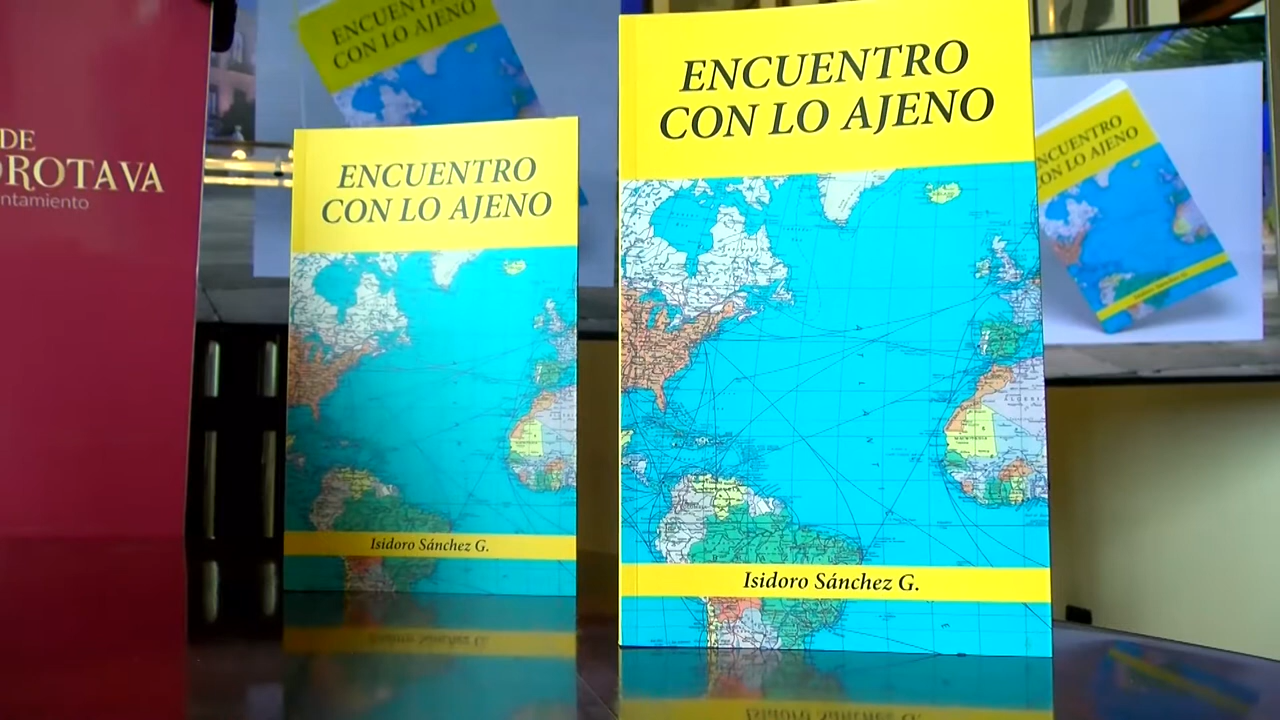 DE
OROTAVA
ntamiento
ENCUENTRO
CON LO AJENO
ENCUENTRO
CON LO AJENO
Isidoro Sánchez G.
ENCUENTRO
CON LO AJENO
Isidoro Sánchez G.
ENCUENTRO
CON LO AJENO